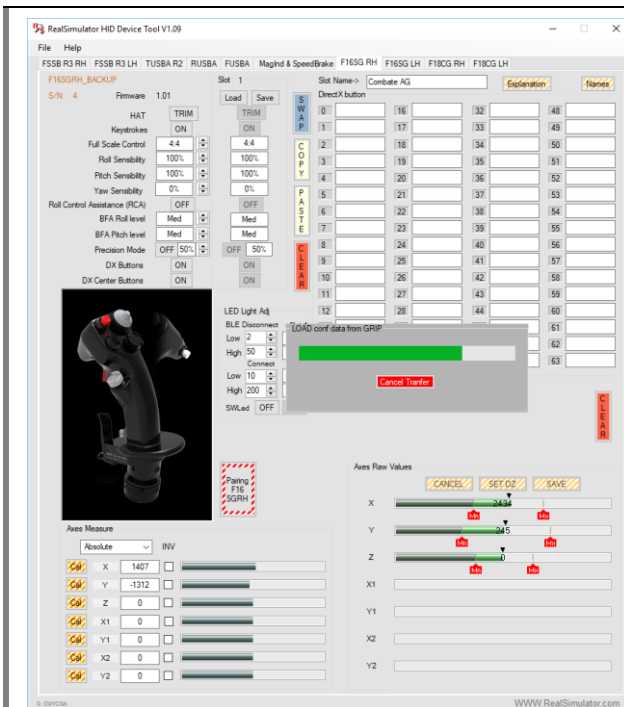 RealSimulator HID Device Tool V1.09
File Help
FSSB R3 RH FSSB R3 LH TUSBA R2 RUSBA FUSBA MagInd & SpeedBrake F16SG RH F16SG LH F18CG RH F18CG LH
F16SGRH_BACKUP Slot 1 Slot Name-> Combate AG Explanation Names
S/N: 4 Firmware 1.01 Load Save DirectX button
HAT TRIM TRIM
Keystrokes ON ON
Full Scale Control 4:4 4:4
Roll Sensibility 100% 100%
Pitch Sensibility 100% 100%
Yaw Sensibility 0% 0%
Roll Control Assistance (RCA) OFF OFF
BFA Roll level Med Med
BFA Pitch level Med Med
Precision Mode OFF 50% OFF 50%
DX Buttons ON ON
DX Center Buttons ON ON
SWAP
COPY
PASTE
CLEAR
0 16 32 48
1 17 33 49
2 18 34 50
3 19 35 51
4 20 36 52
5 21 37 53
6 22 38 54
7 23 39 55
8 24 40 56
9 25 41 57
10 26 42 58
11 27 43 59
12 28 44 60
61
62
63
LED Light Adj
BLE Disconnect
Low 2
High 50
Connect
Low 10
High 200
SWLed OFF
LOAD conf data from GRIP
Cancel Tranfer
CLEAR
Pairing
F16
SGRH
Axes Raw Values
CANCEL SET DZ SAVE
X 2434
Mn Mx
Y 245
Mn Mx
Z 0
Mn Mx
X1
Y1
X2
Y2
Axes Measure
Absolute INV
Cal X 1407
Cal Y -1312
Cal Z 0
Cal X1 0
Cal Y1 0
Cal X2 0
Cal Y2 0
WWW.RealSimulator.com